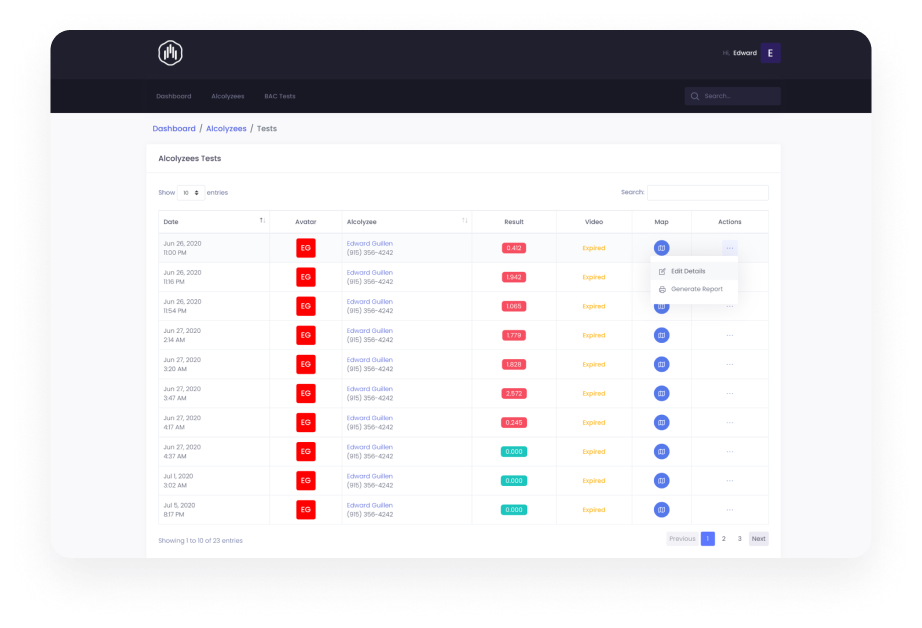 Hi, Edward E
Dashboard Alcolyzees BAC Tests Search...
Dashboard / Alcolyzees / Tests
Alcolyzees Tests
Show 10 entries Search:
Date Avatar Alcolyzee Result Video Map Actions
Jun 26, 2020 EG Edward Guillen 0.412 Expired ...
11:00 PM (915) 356-4242
Edit Details
Jun 26, 2020 EG Edward Guillen 1.942 Expired
11:16 PM (915) 356-4242
Generate Report
Jun 26, 2020 EG Edward Guillen 1.065 Expired ...
11:54 PM (915) 356-4242
Jun 27, 2020 EG Edward Guillen 1.779 Expired ...
2:14 AM (915) 356-4242
Jun 27, 2020 EG Edward Guillen 1.828 Expired ...
3:20 AM (915) 356-4242
Jun 27, 2020 EG Edward Guillen 2.572 Expired ...
3:47 AM (915) 356-4242
Jun 27, 2020 EG Edward Guillen 0.245 Expired ...
4:17 AM (915) 356-4242
Jun 27, 2020 EG Edward Guillen 0.000 Expired ...
4:37 AM (915) 356-4242
Jul 1, 2020 EG Edward Guillen 0.000 Expired ...
3:02 AM (915) 356-4242
Jul 5, 2020 EG Edward Guillen 0.000 Expired ...
8:17 PM (915) 356-4242
Showing 1 to 10 of 23 entries Previous 1 2 3 Next